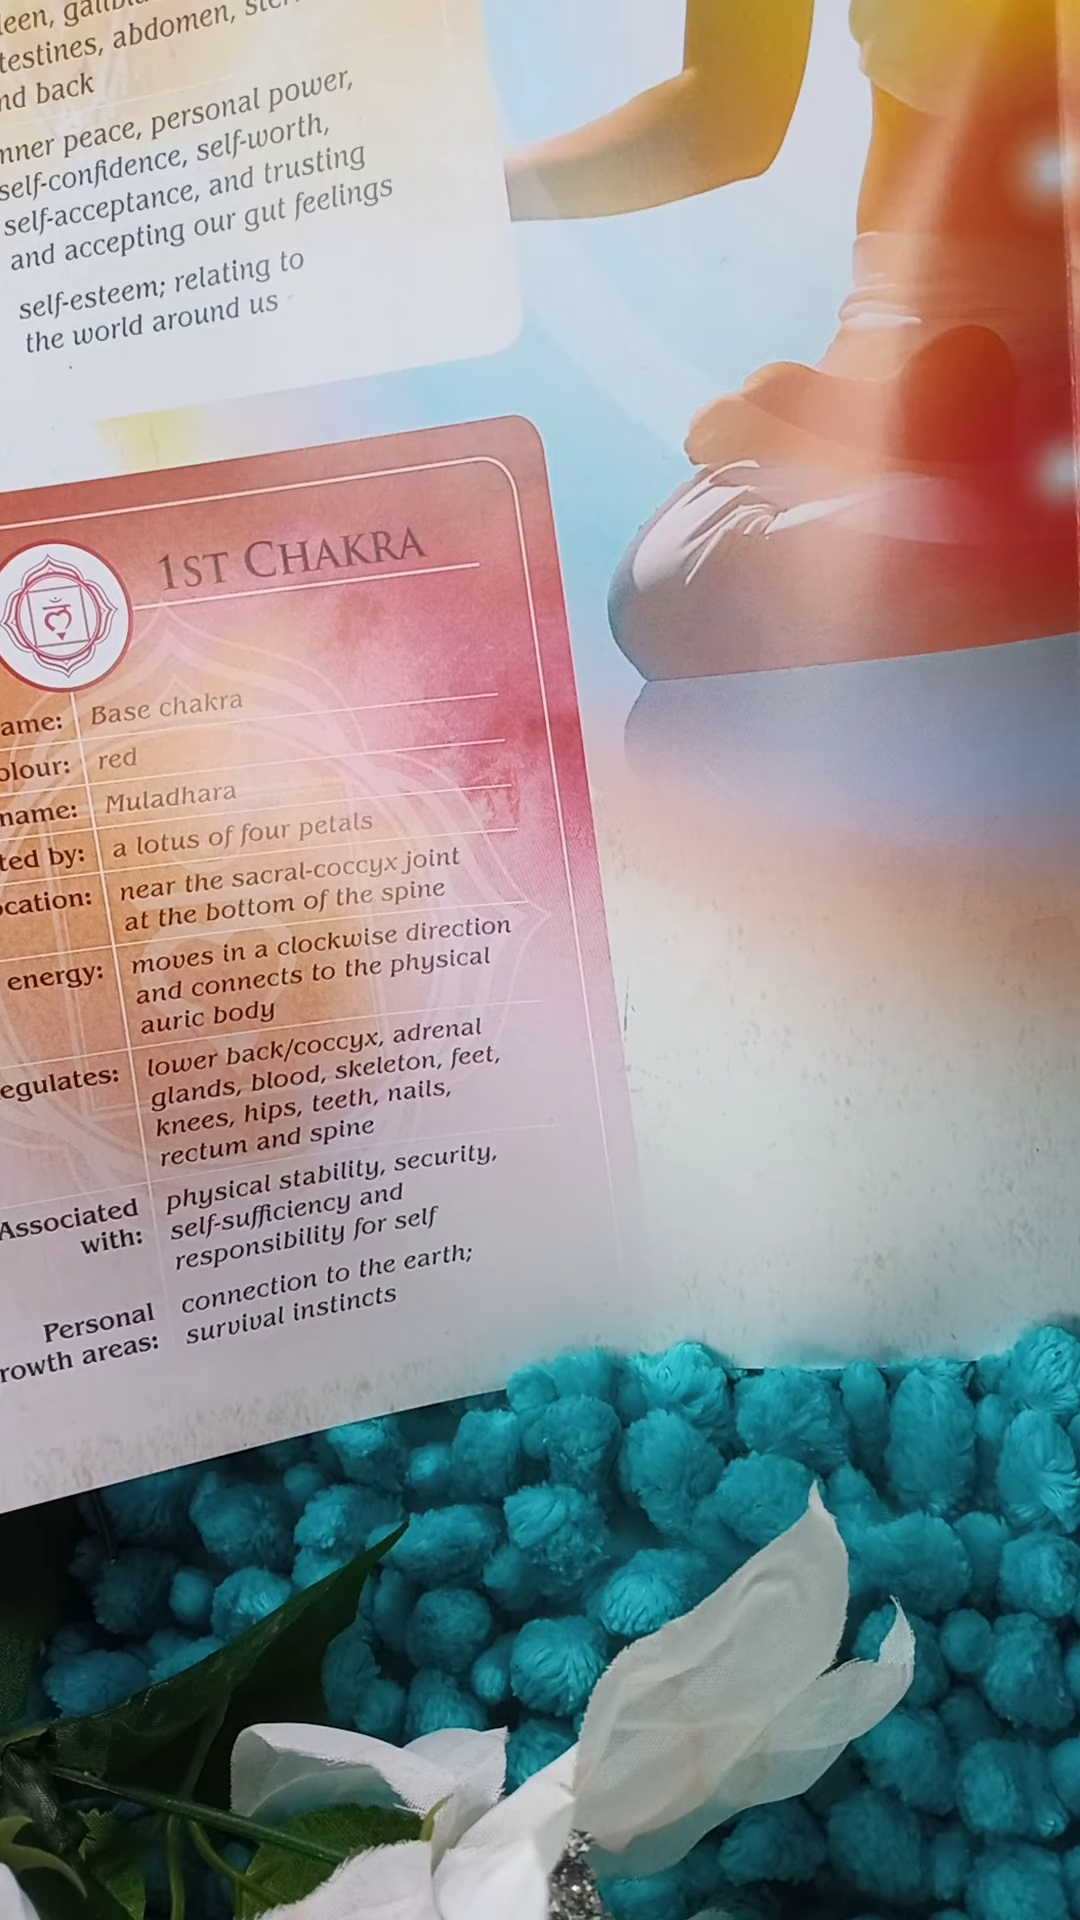 testines, abdomen,
nd back
nner peace, personal power,
self-confidence, self-worth,
self-acceptance, and trusting
and accepting our gut feelings
self-esteem; relating to
the world around us
1ST CHAKRA
लं
ame: Base chakra
olour: red
name: Muladhara
ted by: a lotus of four petals
ocation: near the sacral-coccyx joint
at the bottom of the spine
energy: moves in a clockwise direction
and connects to the physical
auric body
egulates: lower back/coccyx, adrenal
glands, blood, skeleton, feet,
knees, hips, teeth, nails,
rectum and spine
Associated with: physical stability, security,
self-sufficiency and
responsibility for self
Personal rowth areas: connection to the earth;
survival instincts